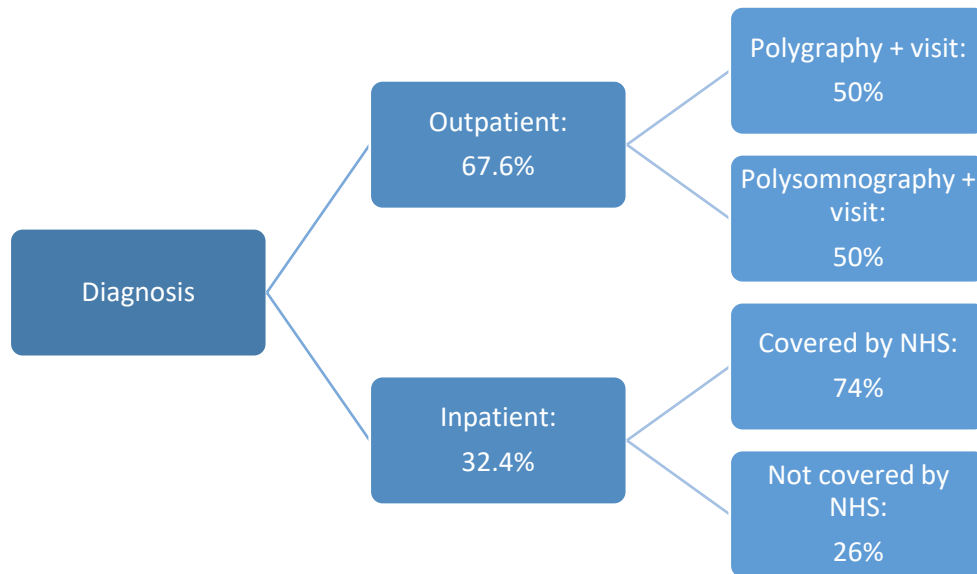 Diagnosis
Outpatient:
67.6%
Polygraphy + visit:
50%
Polysomnography +
visit:
50%
Inpatient:
32.4%
Covered by NHS:
74%
Not covered by
NHS:
26%